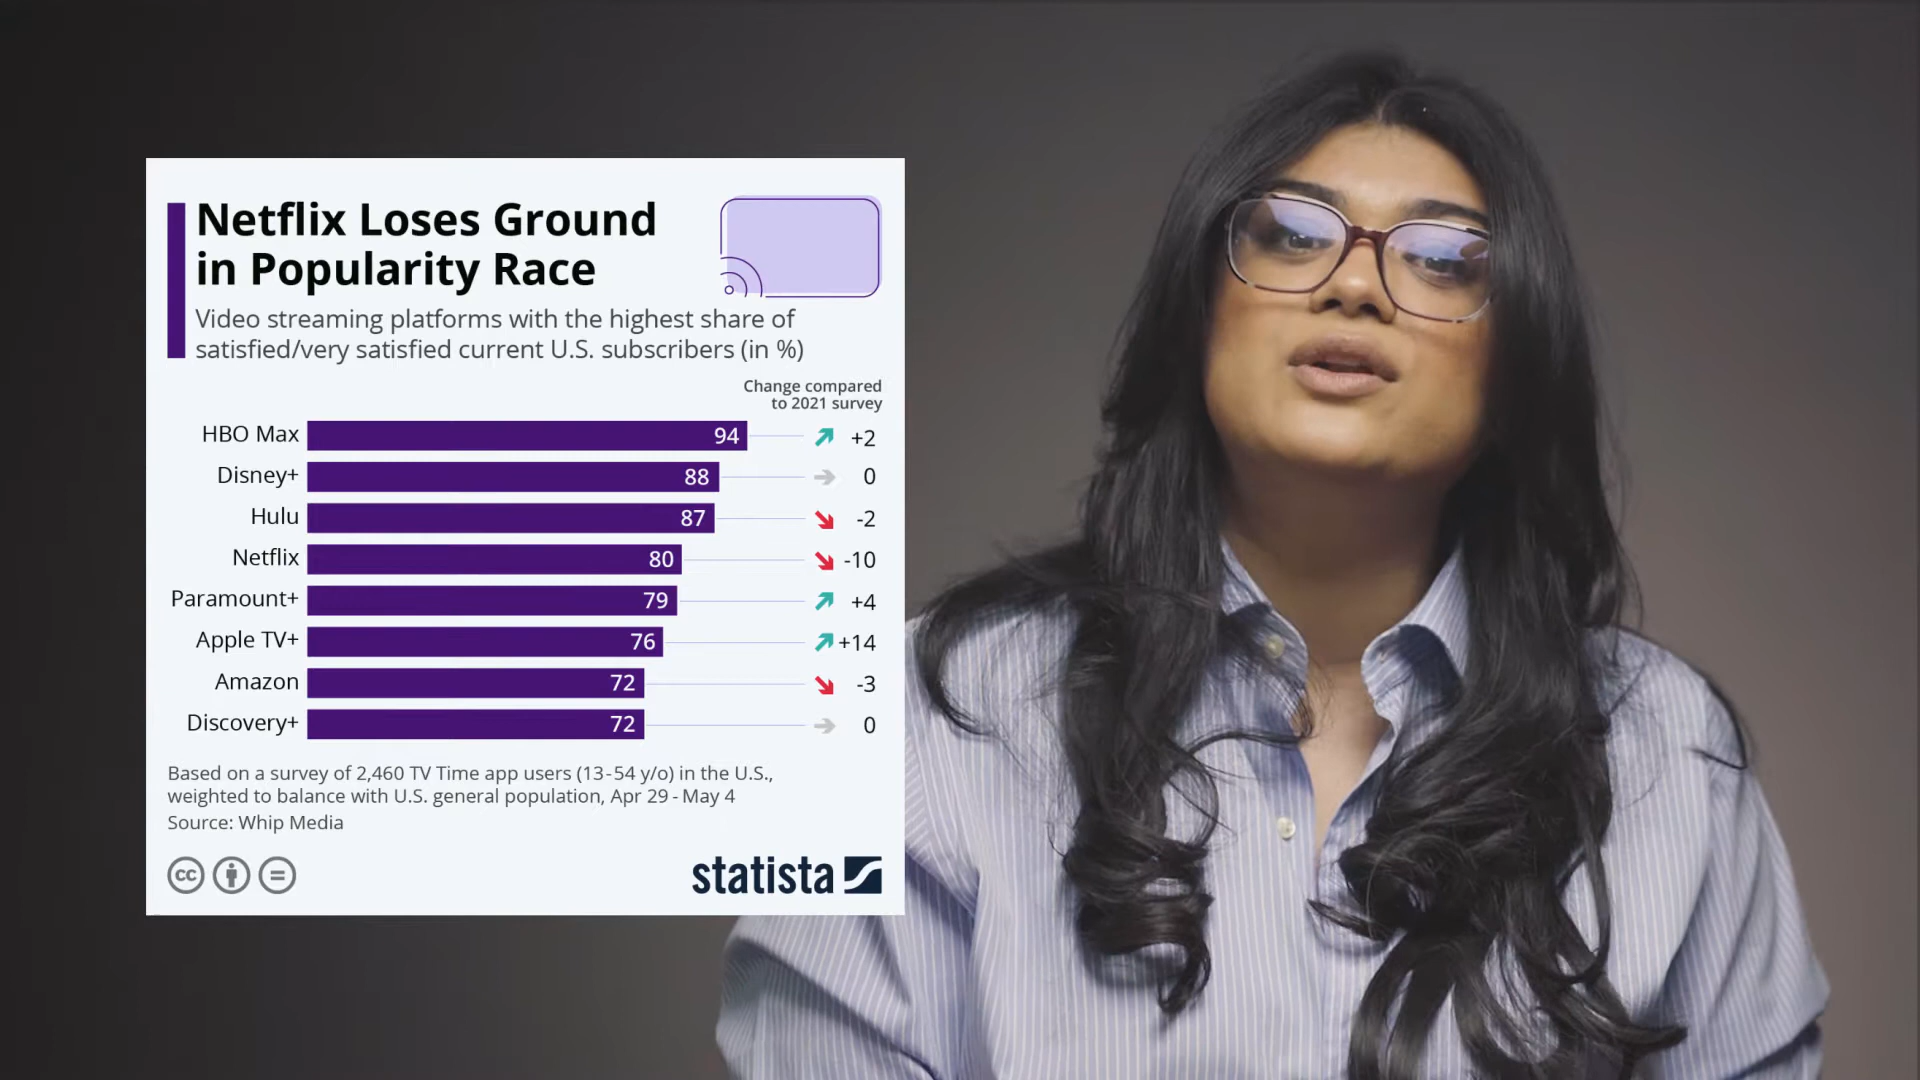 Netflix Loses Ground
in Popularity Race
Video streaming platforms with the highest share of
satisfied/very satisfied current U.S. subscribers (in %)
Change compared
to 2021 survey
HBO Max 94 +2
Disney+ 88 0
Hulu 87 -2
Netflix 80 -10
Paramount+ 79 +4
Apple TV+ 76 +14
Amazon 72 -3
Discovery+ 72 0
Based on a survey of 2,460 TV Time app users (13-54 y/o) in the U.S.,
weighted to balance with U.S. general population, Apr 29 - May 4
Source: Whip Media
cc
statista